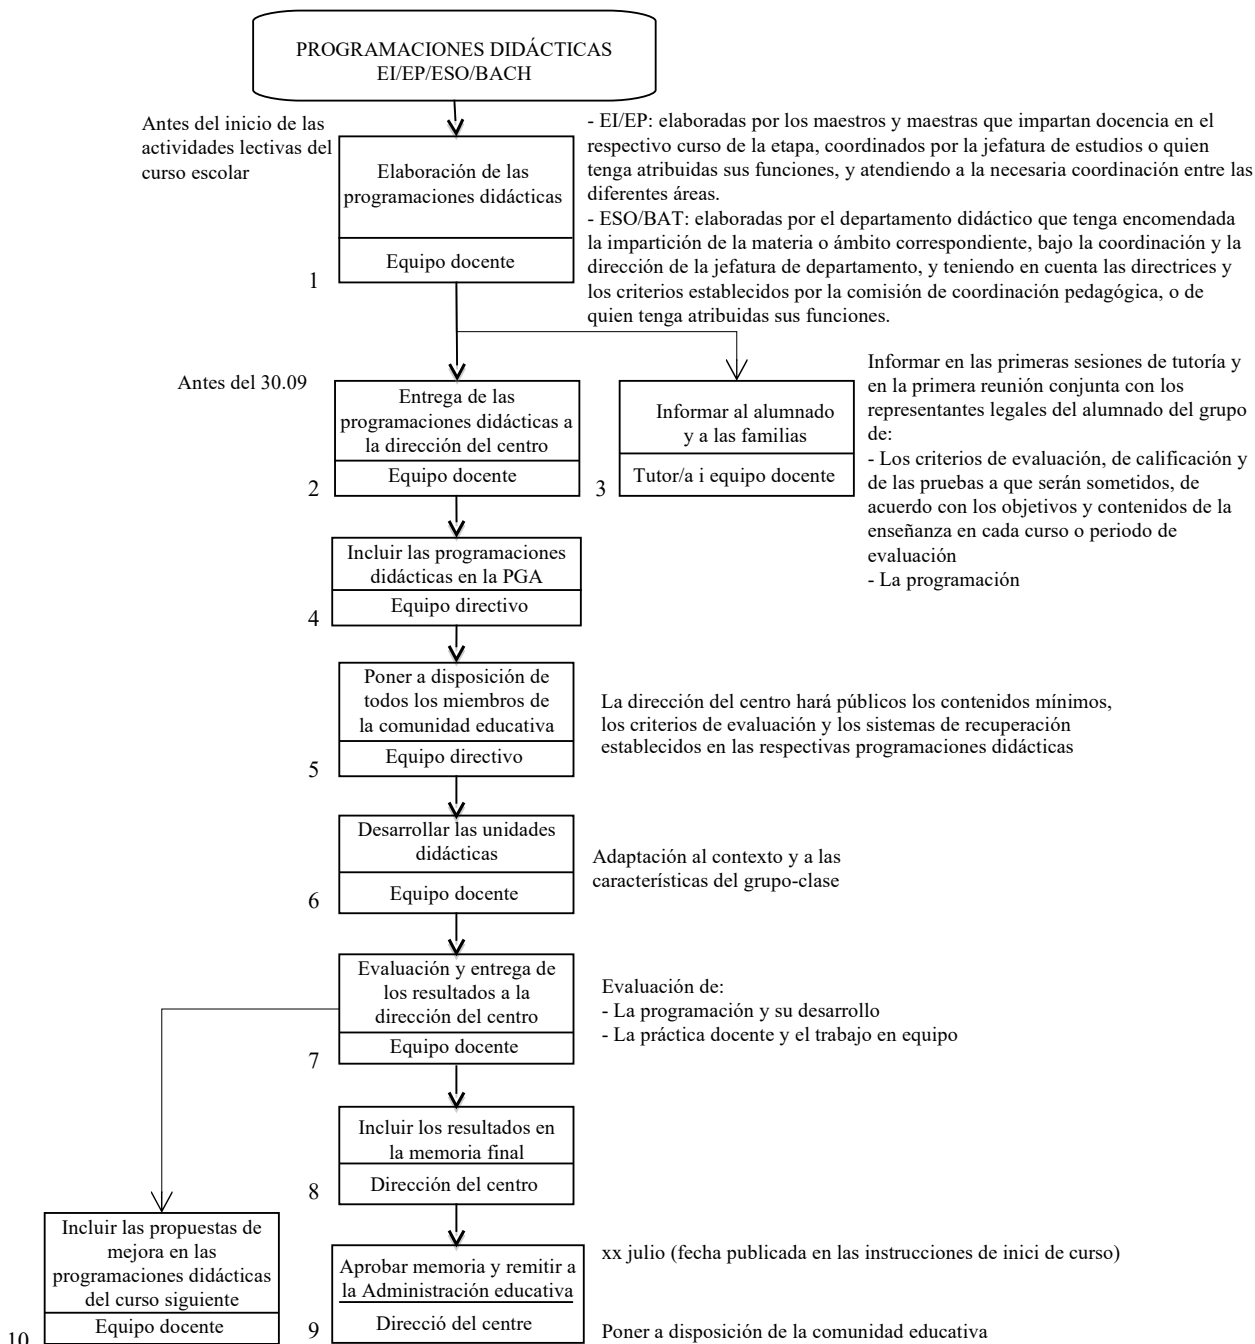 PROGRAMACIONES DIDÁCTICAS
EI/EP/ESO/BACH
Antes del inicio de las
actividades lectivas del
curso escolar
Elaboración de las
programaciones didácticas
Equipo docente
1
- EI/EP: elaboradas por los maestros y maestras que impartan docencia en el
respectivo curso de la etapa, coordinados por la jefatura de estudios o quien
tenga atribuidas sus funciones, y atendiendo a la necesaria coordinación entre las
diferentes áreas.
- ESO/BAT: elaboradas por el departamento didáctico que tenga encomendada
la impartición de la materia o ámbito correspondiente, bajo la coordinación y la
dirección de la jefatura de departamento, y teniendo en cuenta las directrices y
los criterios establecidos por la comisión de coordinación pedagógica, o de
quien tenga atribuidas sus funciones.
Antes del 30.09
Entrega de las
programaciones didácticas a
la dirección del centro
Equipo docente
2
Informar al alumnado
y a las familias
Tutor/a i equipo docente
3
Informar en las primeras sesiones de tutoría y
en la primera reunión conjunta con los
representantes legales del alumnado del grupo
de:
- Los criterios de evaluación, de calificación y
de las pruebas a que serán sometidos, de
acuerdo con los objetivos y contenidos de la
enseñanza en cada curso o periodo de
evaluación
- La programación
Incluir las programaciones
didácticas en la PGA
Equipo directivo
4
Poner a disposición de
todos los miembros de
la comunidad educativa
Equipo directivo
5
La dirección del centro hará públicos los contenidos mínimos,
los criterios de evaluación y los sistemas de recuperación
establecidos en las respectivas programaciones didácticas
Desarrollar las unidades
didácticas
Equipo docente
6
Adaptación al contexto y a las
características del grupo-clase
Evaluación y entrega de
los resultados a la
dirección del centro
Equipo docente
7
Evaluación de:
- La programación y su desarrollo
- La práctica docente y el trabajo en equipo
Incluir los resultados en
la memoria final
Dirección del centro
8
Incluir las propuestas de
mejora en las
programaciones didácticas
del curso siguiente
Equipo docente
10
Aprobar memoria y remitir a
la Administración educativa
Direcció del centre
9
xx julio (fecha publicada en las instrucciones de inici de curso)
Poner a disposición de la comunidad educativa